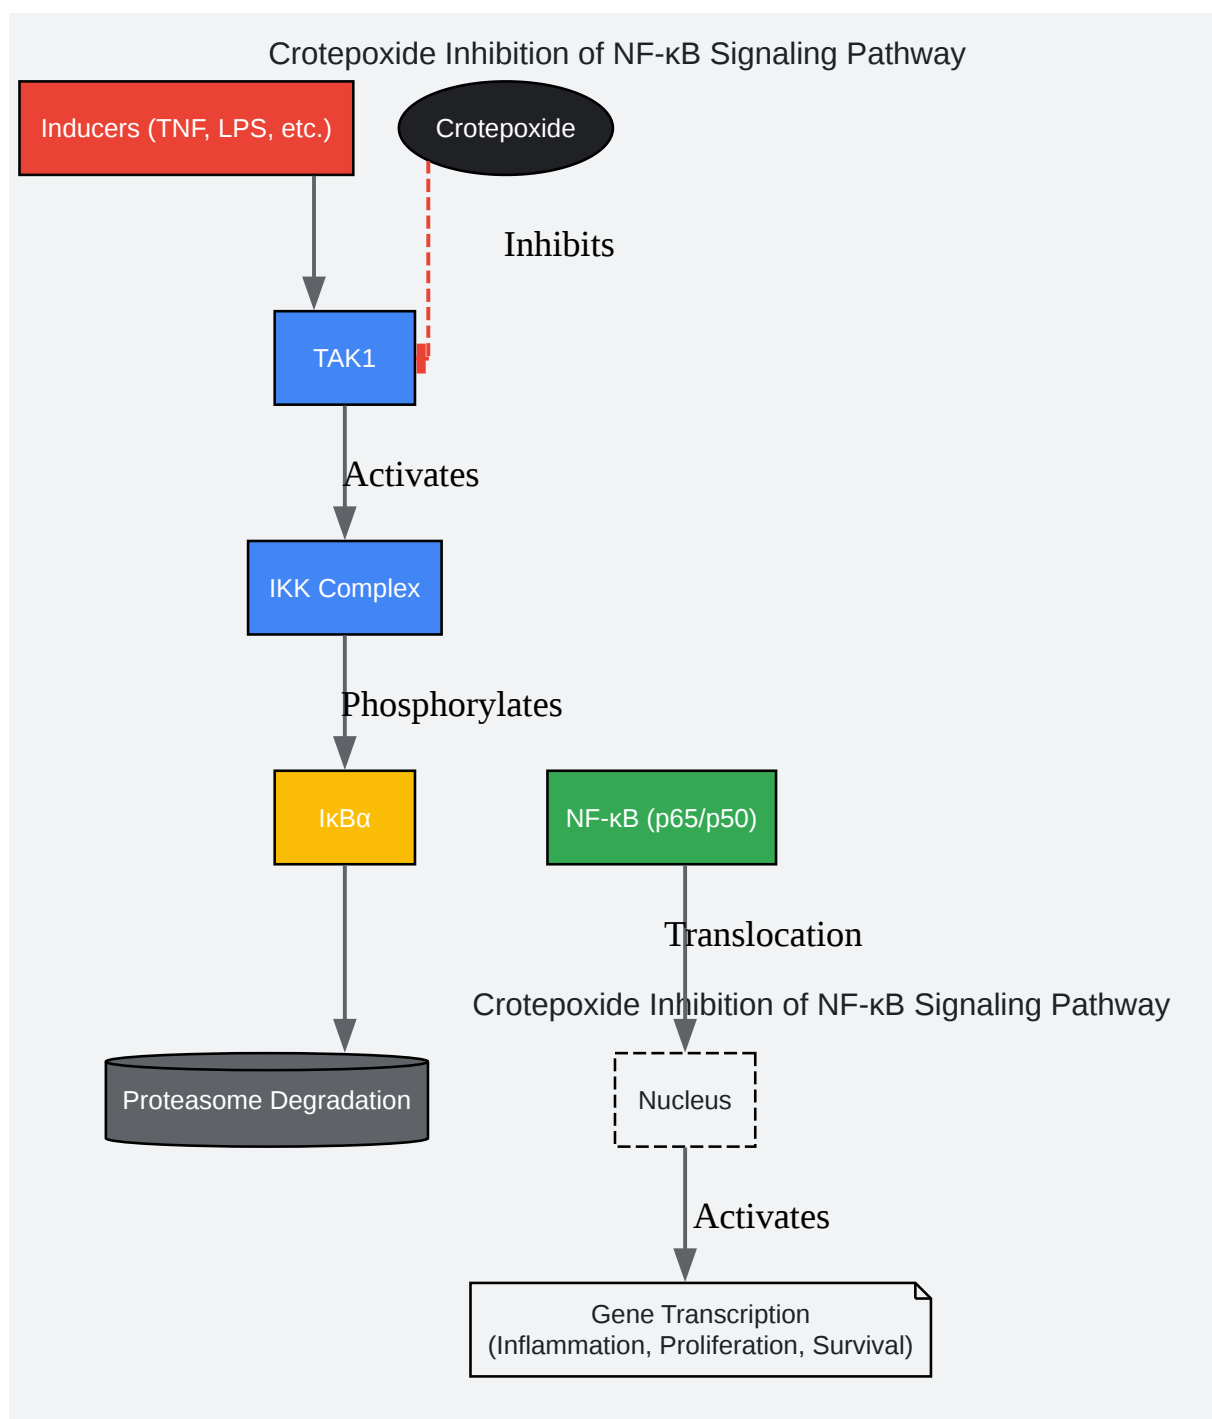 Crotepoxide Inhibition of NF-κB Signaling Pathway
Inducers (TNF, LPS, etc.)
Crotepoxide
Inhibits
TAK1
Activates
IKK Complex
Phosphorylates
IκBα
NF-κB (p65/p50)
Translocation
Crotepoxide Inhibition of NF-κB Signaling Pathway
Proteasome Degradation
Nucleus
Activates
Gene Transcription
(Inflammation, Proliferation, Survival)